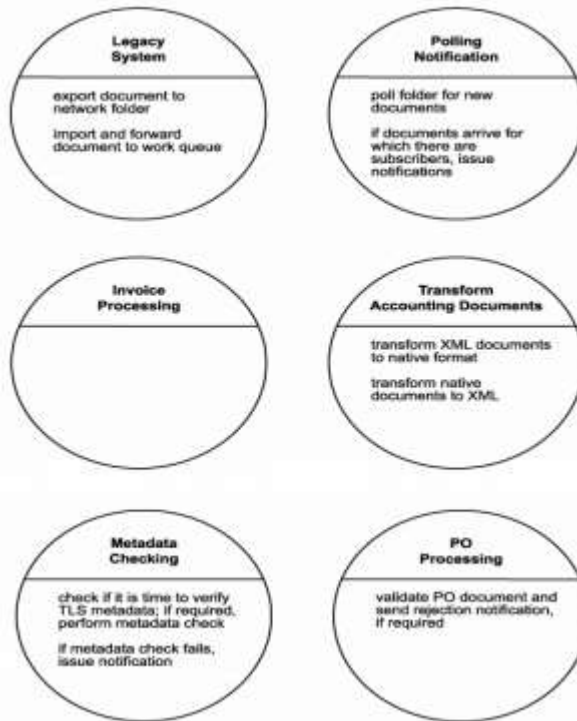 Legacy
System
export document to
network folder
import and forward
document to work queue
Polling
Notification
poll folder for new
documents
if documents arrive for
which there are
subscribers, issue
notifications
Invoice
Processing
Transform
Accounting Documents
transform XML documents
to native format
transform native
documents to XML
Metadata
Checking
check if it is time to verify
TLS metadata; if required,
perform metadata check
if metadata check fails,
issue notification
PO
Processing
validate PO document and
send rejection notification,
if required